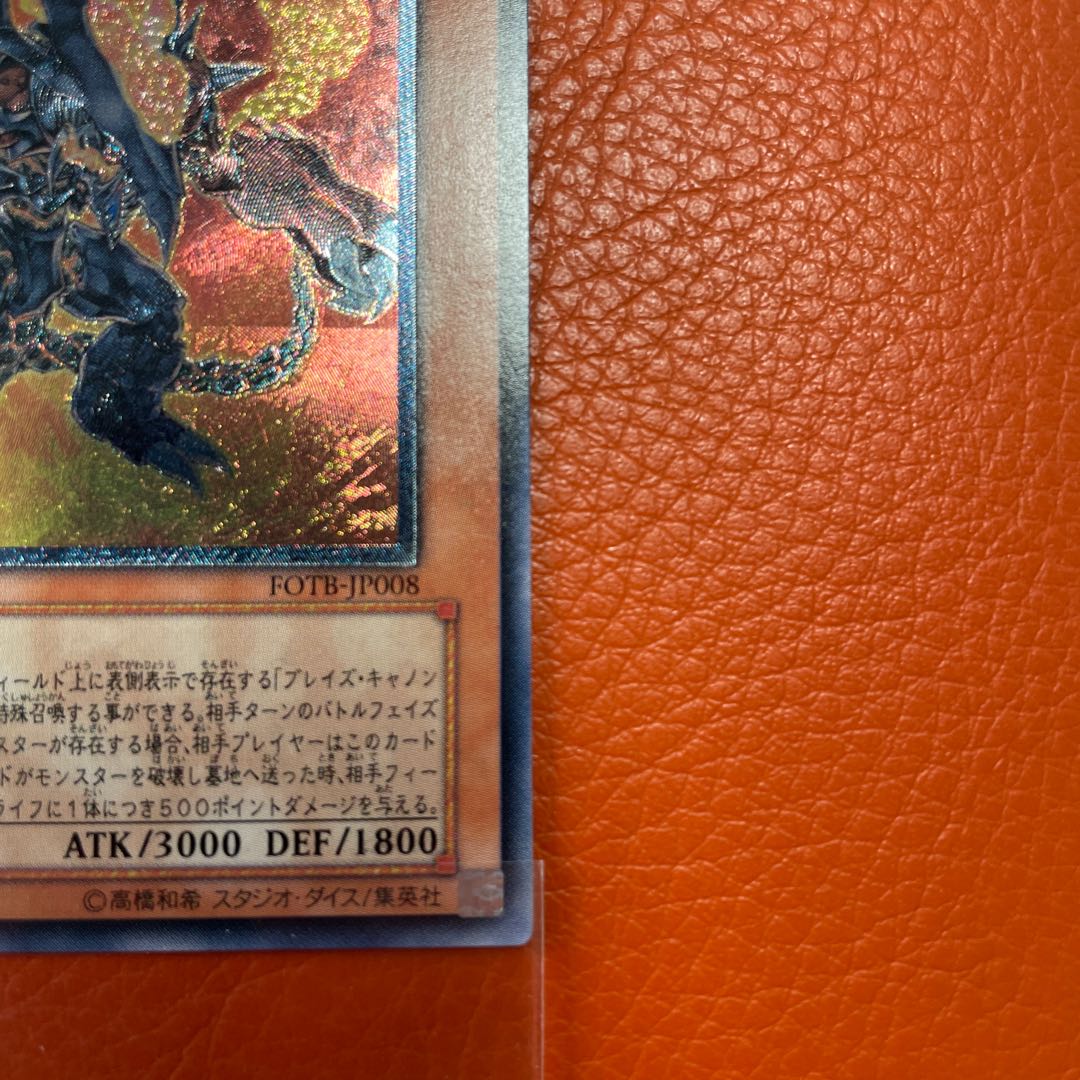 FOTB-JP008
ィールド上に表側表示で存在する「ブレイズ・キャノン
特殊召喚する事ができる。相手ターンのバトルフェイズ
スターが存在する場合、相手プレイヤーはこのカード
ドがモンスターを破壊し墓地へ送った時、相手フィー
ライフに1体につき500ポイントダメージを与える。
ATK/3000 DEF/1800
©高橋和希 スタジオ・ダイス/集英社